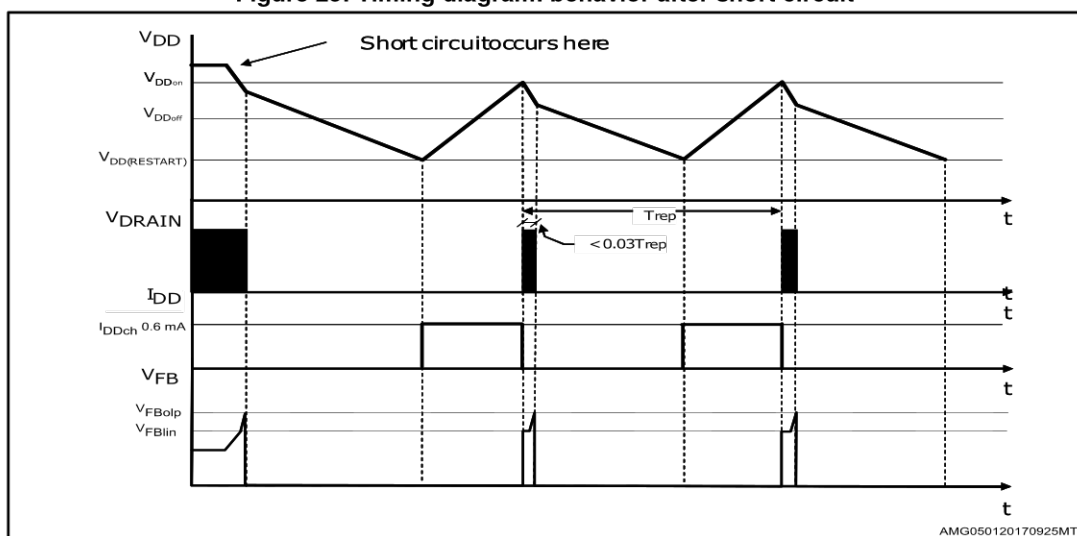 Figure 25. Timing diagram: behavior after short circuit
VDD
Short circuitoccurs here
VDDon
VDDoff
VDD(RESTART)
t
VDRAIN
Trep
<0.03Trep
t
IDD
t
IDDch 0.6 mA
VFB
t
VFBolp
VFBlin
t
AMG050120170925MT